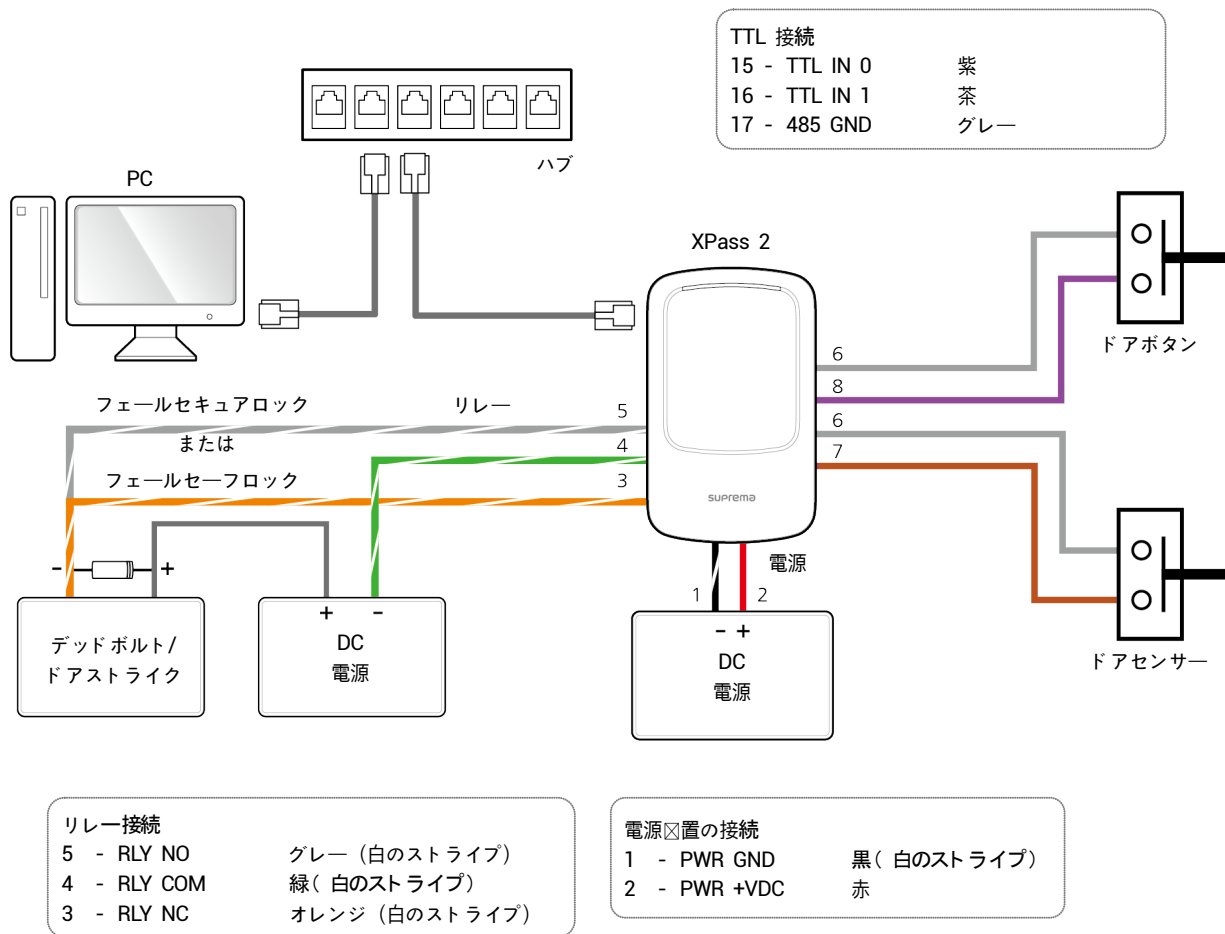 TTL 接続
15 - TTL IN 0 紫
16 - TTL IN 1 茶
17 - 485 GND グレー
ハブ
PC
XPass 2
ドアボタン
6
8
フェールセキュアロック
リレー
5
または
4
6
7
フェールセーフロック
3
suprema
電源
- +
1 2
+ -
- +
デッドボルト/
ドアストライク
DC
電源
DC
電源
ドアセンサー
リレー接続
5 - RLY NO グレー (白のストライプ)
4 - RLY COM 緑( 白のストライプ)
3 - RLY NC オレンジ (白のストライプ)
電源☒置の接続
1 - PWR GND 黒( 白のストライプ)
2 - PWR +VDC 赤